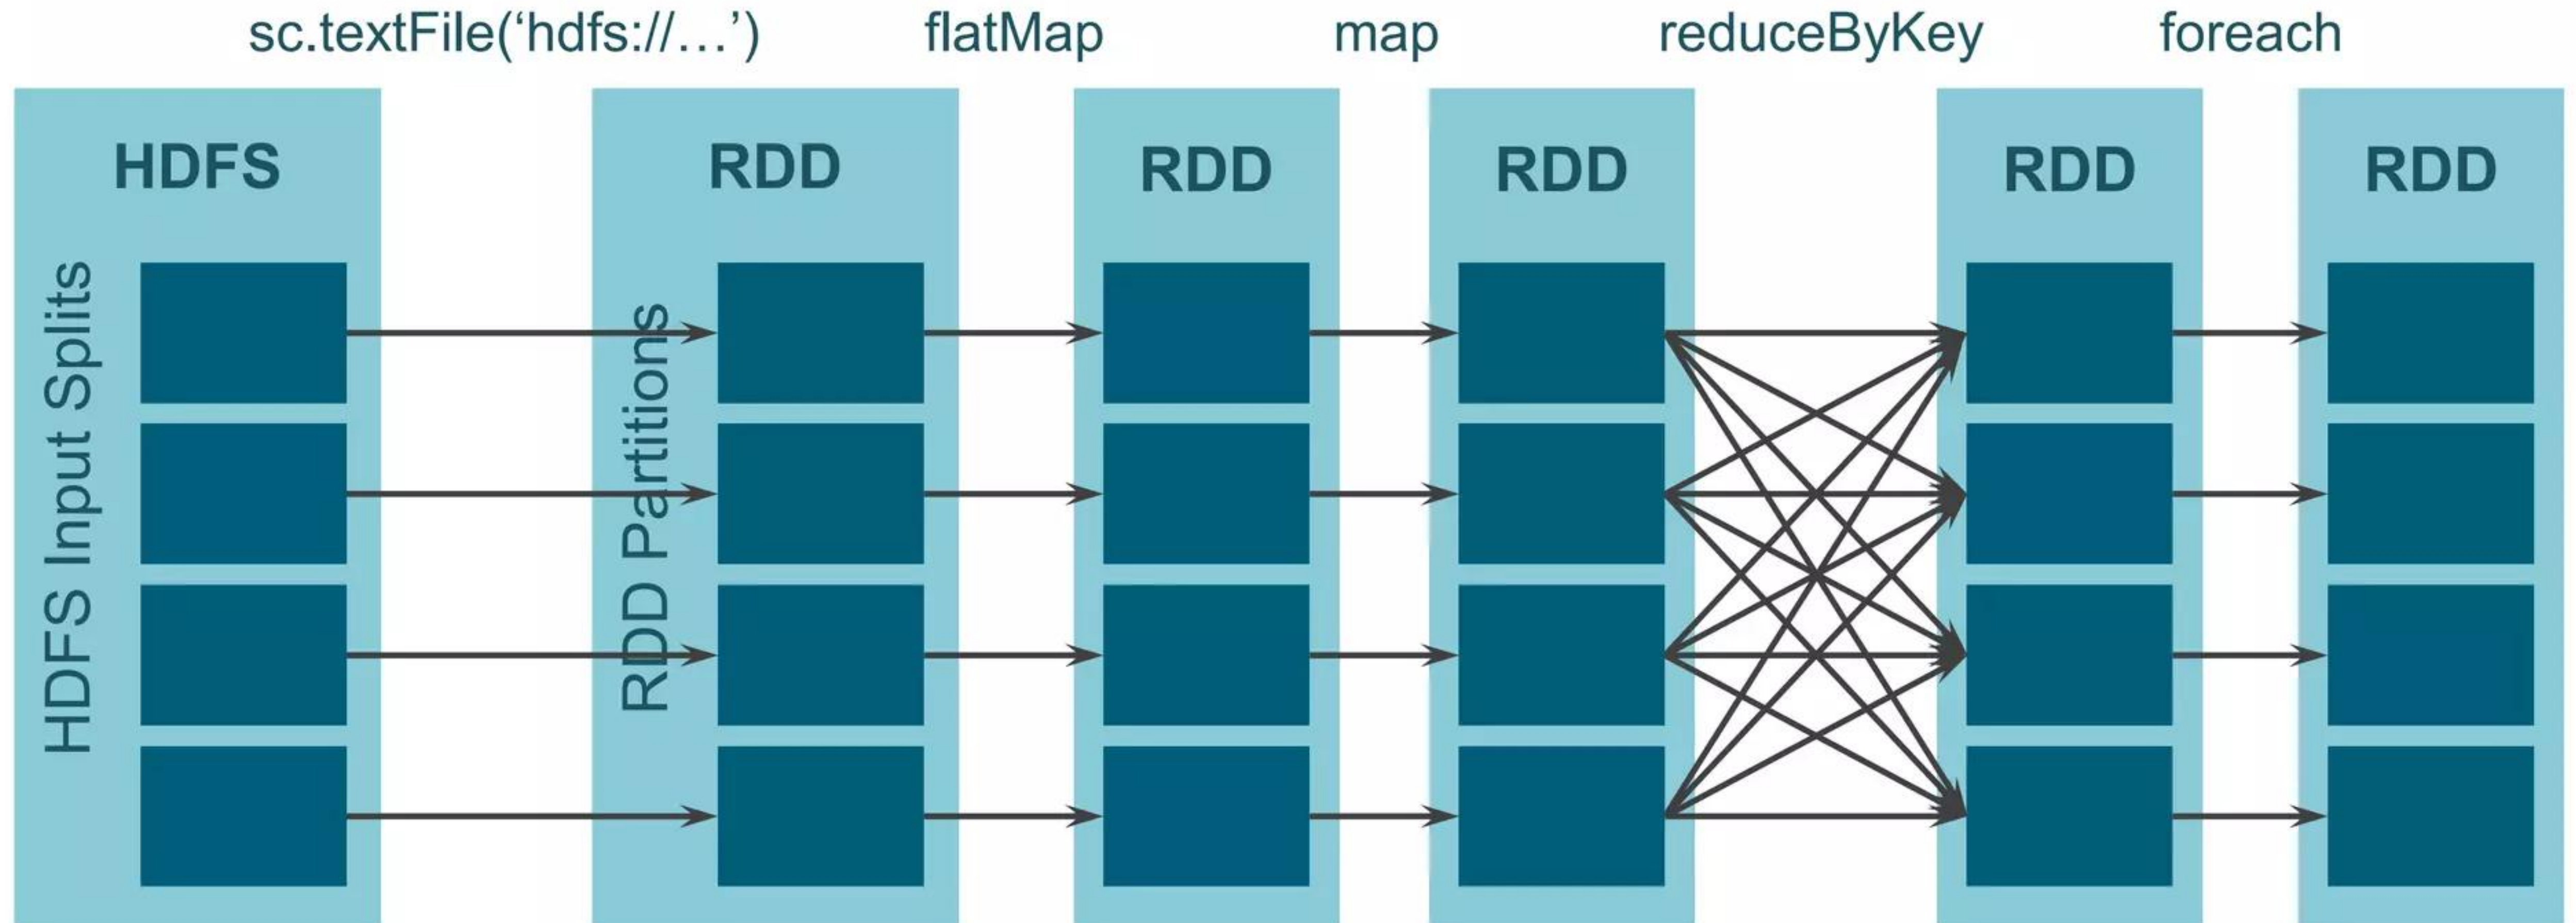 sc.textFile(‘hdfs://…’)
flatMap
map
reduceByKey
foreach
HDFS
RDD
RDD
RDD
RDD
RDD
HDFS Input Splits
RDD Partitions